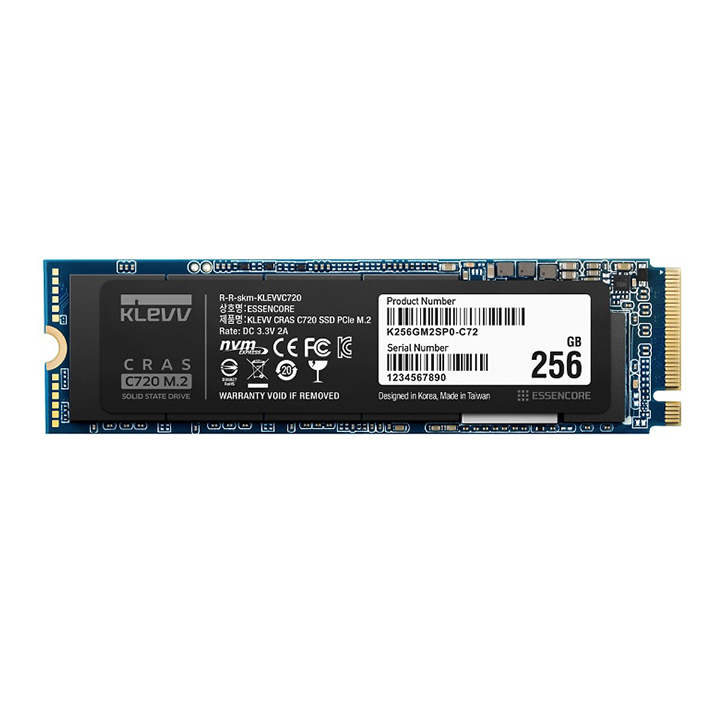 KLEVV
CRAS
C720 M.2
SOLID STATE DRIVE
R-R-skm-KLEVVC720
상호명 : ESSENCORE
제품명 : KLEVV CRAS C720 SSD PCIe M.2
Rate: DC 3.3V 2A
nvm EXPRESS CE FC
20
WARRANTY VOID IF REMOVED
Product Number
K256GM2SP0-C72
Serial Number
1234567890
GB
256
Designed in Korea, Made in Taiwan
ESSENCORE